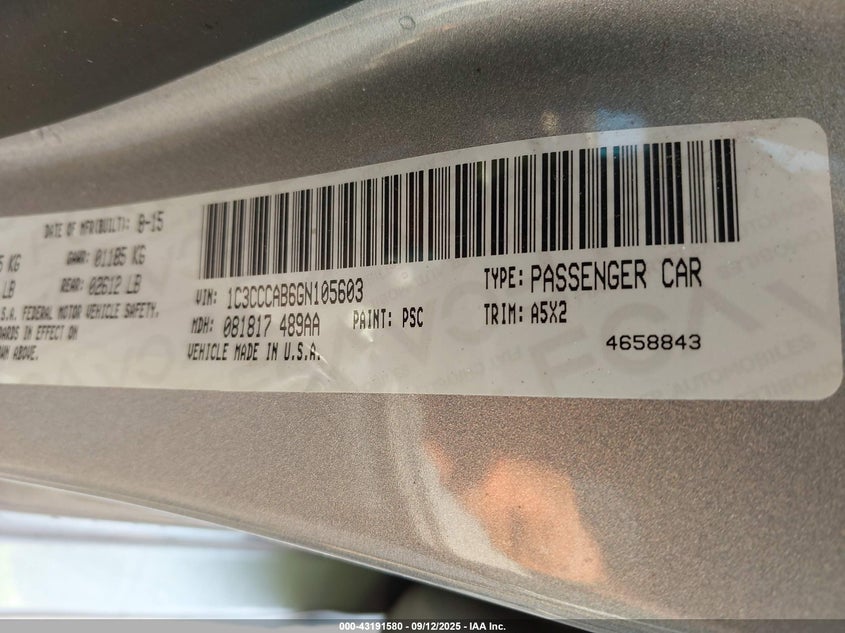 DATE OF MFR(BUILT): 8-15
KG GAWR: 01185 KG
LB REAR: 02612 LB
S.A. FEDERAL MOTOR VEHICLE SAFETY,
IN EFFECT ON
ABOVE.
VIN: 1C3CCCAB6GN105603
TYPE: PASSENGER CAR
MDH: 081817 489AA PAINT: PSC
TRIM: A5X2
VEHICLE MADE IN U.S.A.
4658843
000-43191580 - 09/12/2025 - IAA Inc.